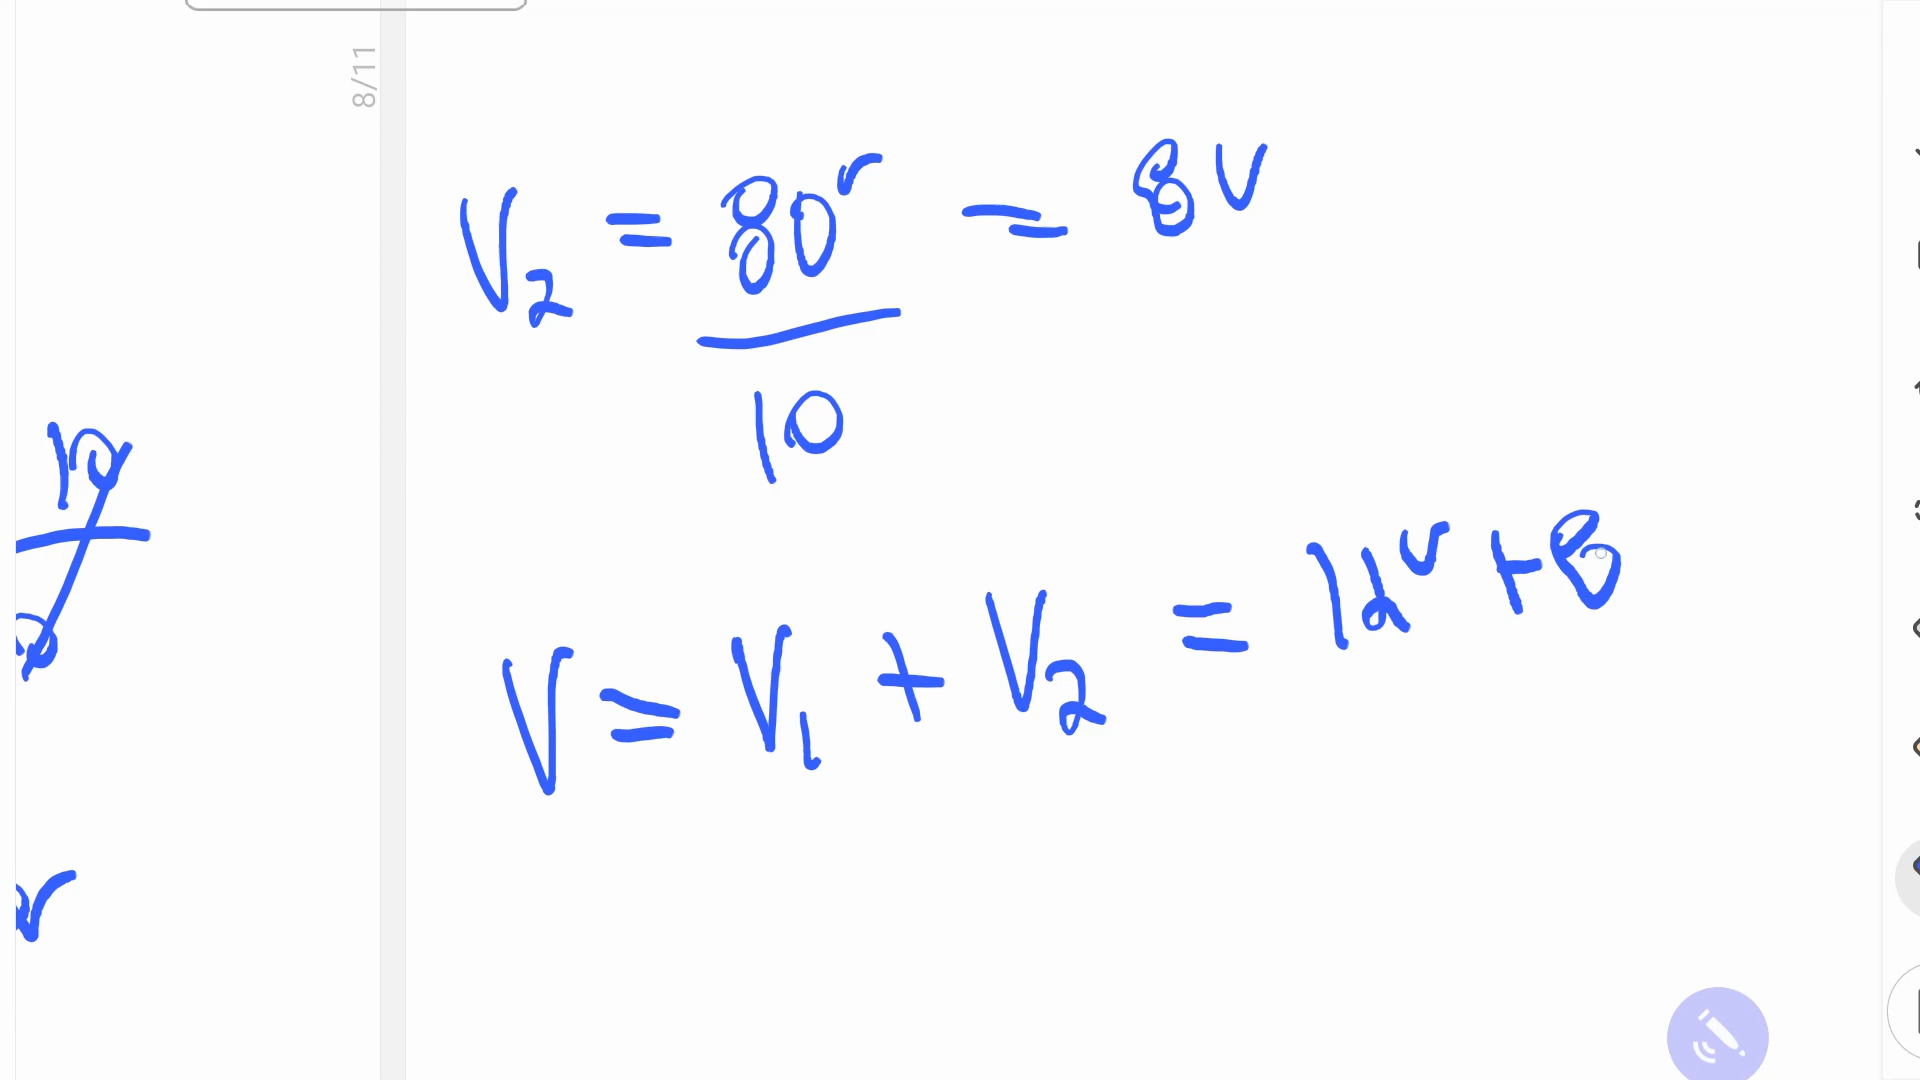 8/11
V₂ = 80ᵛ/10 = 8V
V = V₁ + V₂ = 12ᵛ + 8